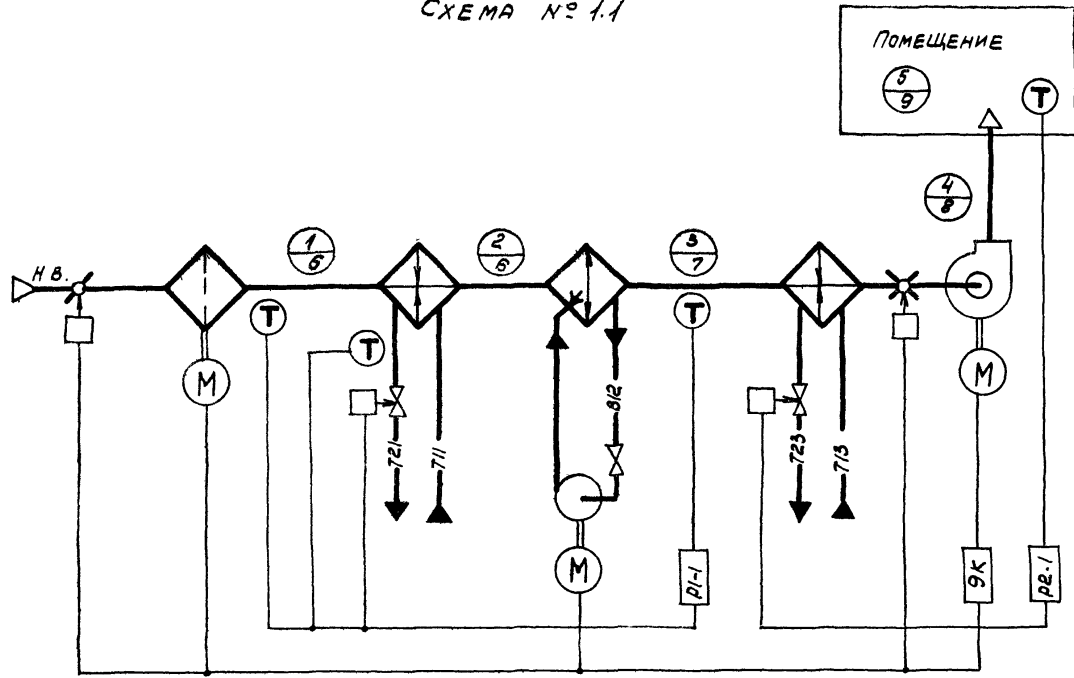 СХЕМА № 1.1
ПОМЕЩЕНИЕ
5
9
Т
4
8
Н.В.
1
6
2
6
3
7
Т
Т
Т
М
М
М
Т21
Т11
В12
Т23
Т13
Р1-1
ЭК
Р2-1